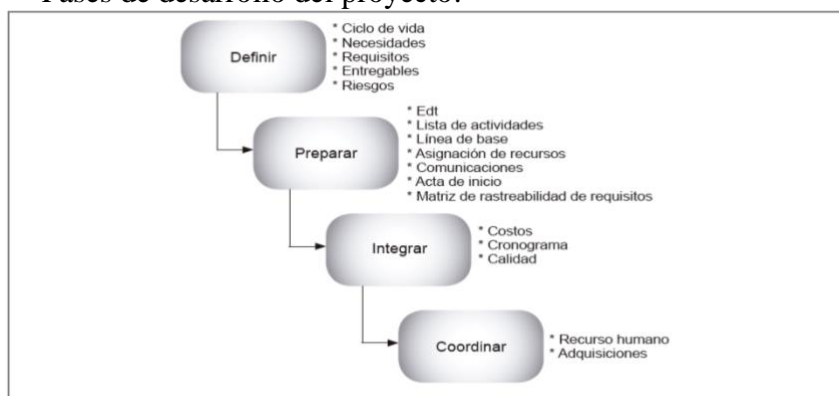 Fases de desarrollo del proyecto.
Definir
* Ciclo de vida
* Necesidades
* Requisitos
* Entregables
* Riesgos
Preparar
* Edt
* Lista de actividades
* Línea de base
* Asignación de recursos
* Comunicaciones
* Acta de inicio
* Matriz de rastreabilidad de requisitos
Integrar
* Costos
* Cronograma
* Calidad
Coordinar
* Recurso humano
* Adquisiciones